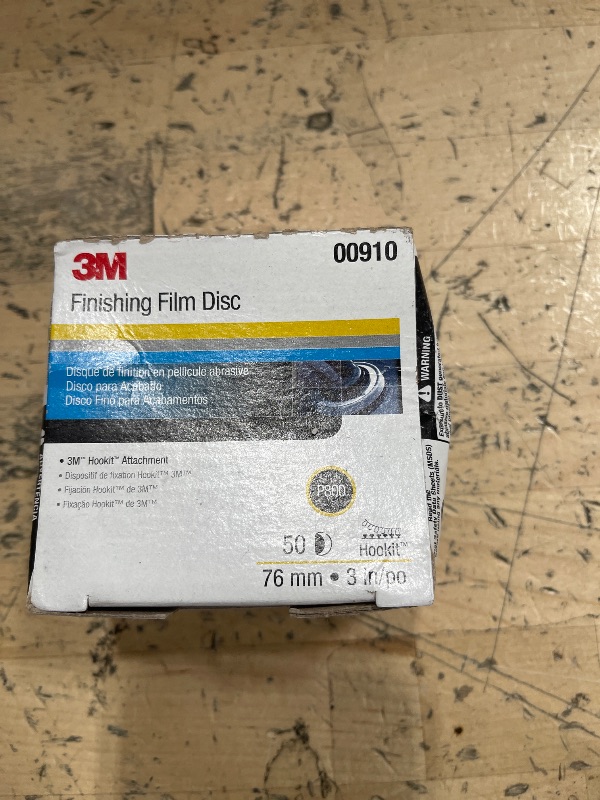 3M
00910
Finishing Film Disc
Disque de finition en pellicule abrasive
Disco para Acabado
Disco Fino para Acabamentos
• 3M™ Hookit™ Attachment
• Dispositif de fixation Hookit™ 3M™
• Fijación Hookit™ de 3M™
• Fixação Hookit™ de 3M™
P800
50
Hookit™
76 mm • 3 in/po
WARNING